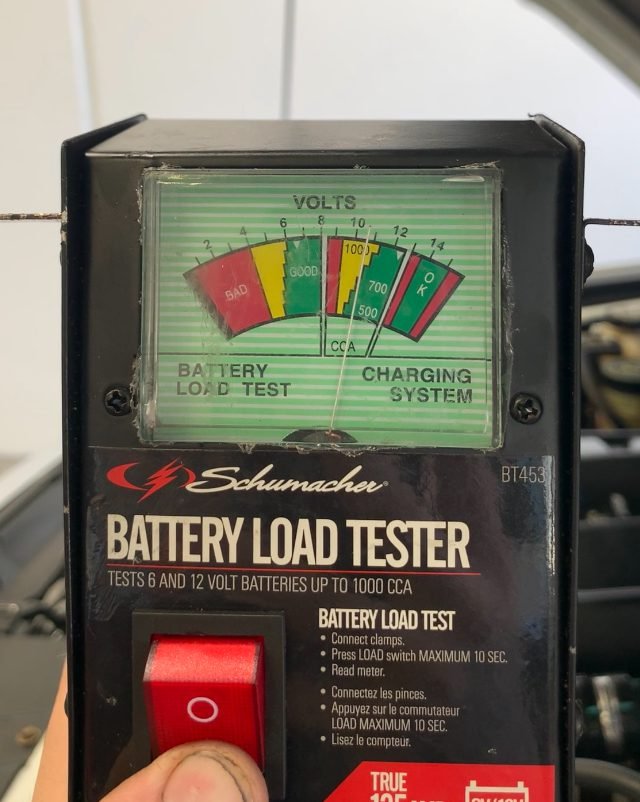 VOLTS
2 4 6 8 10 12 14
BAD GOOD 1000 700 500 OK
CCA
BATTERY LOAD TEST
CHARGING SYSTEM
Schumacher®
BT453
BATTERY LOAD TESTER
TESTS 6 AND 12 VOLT BATTERIES UP TO 1000 CCA
BATTERY LOAD TEST
• Connect clamps.
• Press LOAD switch MAXIMUM 10 SEC.
• Read meter.
• Connectez les pinces.
• Appuyez sur le commutateur
LOAD MAXIMUM 10 SEC.
• Lisez le compteur.
O
TRUE